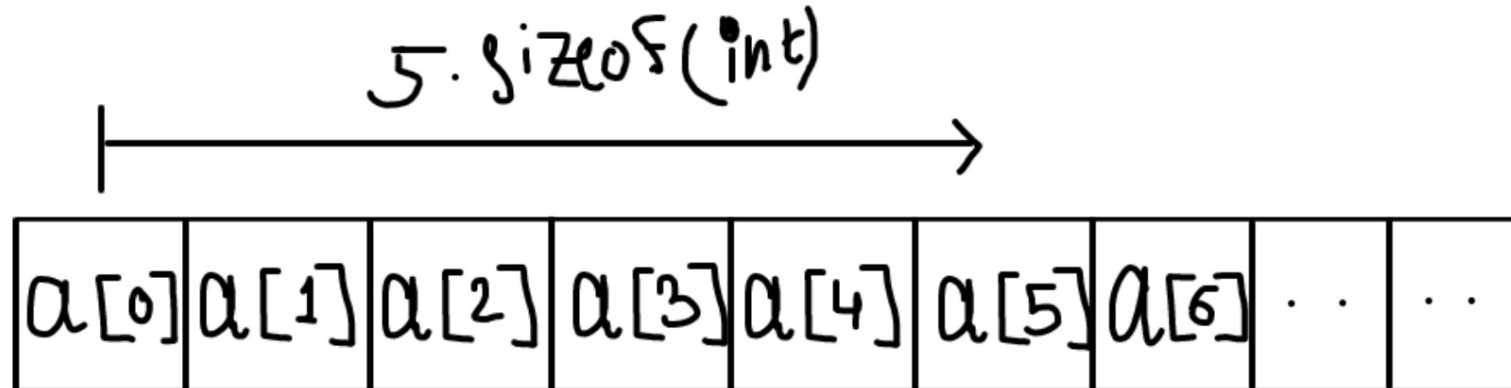 5. sizeof(int)
a[0] a[1] a[2] a[3] a[4] a[5] a[6] . . . .